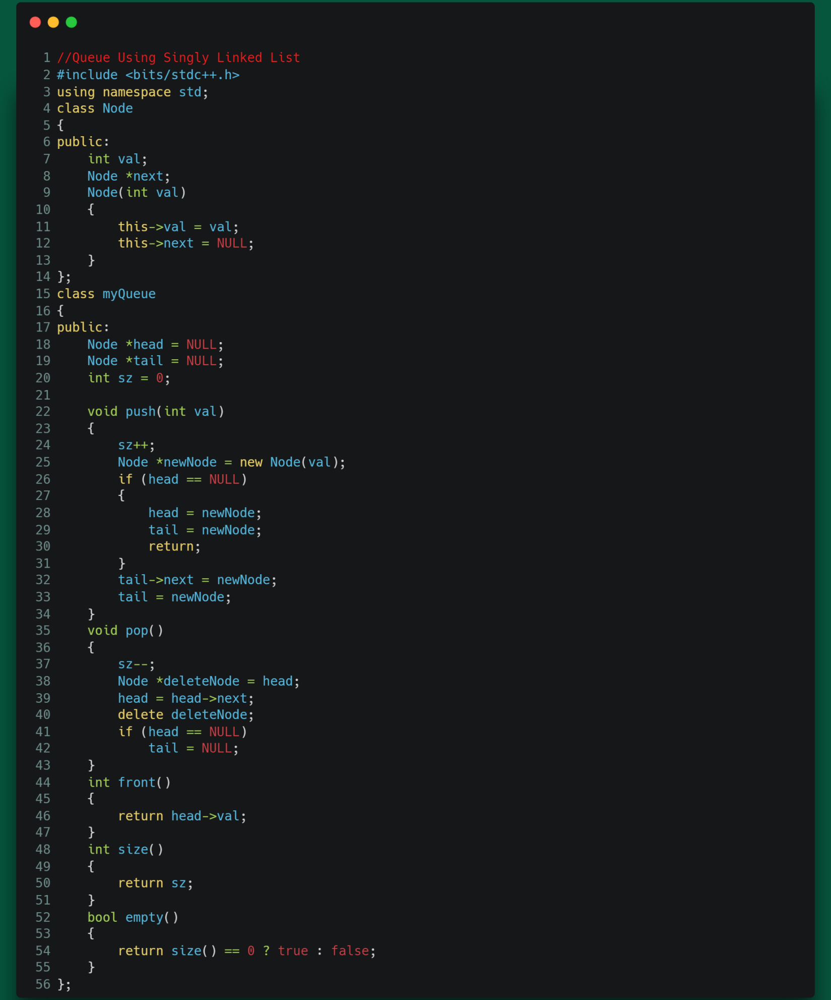 1 //Queue Using Singly Linked List
2 #include <bits/stdc++.h>
3 using namespace std;
4 class Node
5 {
6 public:
7     int val;
8     Node *next;
9     Node(int val)
10     {
11         this->val = val;
12         this->next = NULL;
13     }
14 };
15 class myQueue
16 {
17 public:
18     Node *head = NULL;
19     Node *tail = NULL;
20     int sz = 0;
21
22     void push(int val)
23     {
24         sz++;
25         Node *newNode = new Node(val);
26         if (head == NULL)
27         {
28             head = newNode;
29             tail = newNode;
30             return;
31         }
32         tail->next = newNode;
33         tail = newNode;
34     }
35     void pop()
36     {
37         sz--;
38         Node *deleteNode = head;
39         head = head->next;
40         delete deleteNode;
41         if (head == NULL)
42             tail = NULL;
43     }
44     int front()
45     {
46         return head->val;
47     }
48     int size()
49     {
50         return sz;
51     }
52     bool empty()
53     {
54         return size() == 0 ? true : false;
55     }
56 };